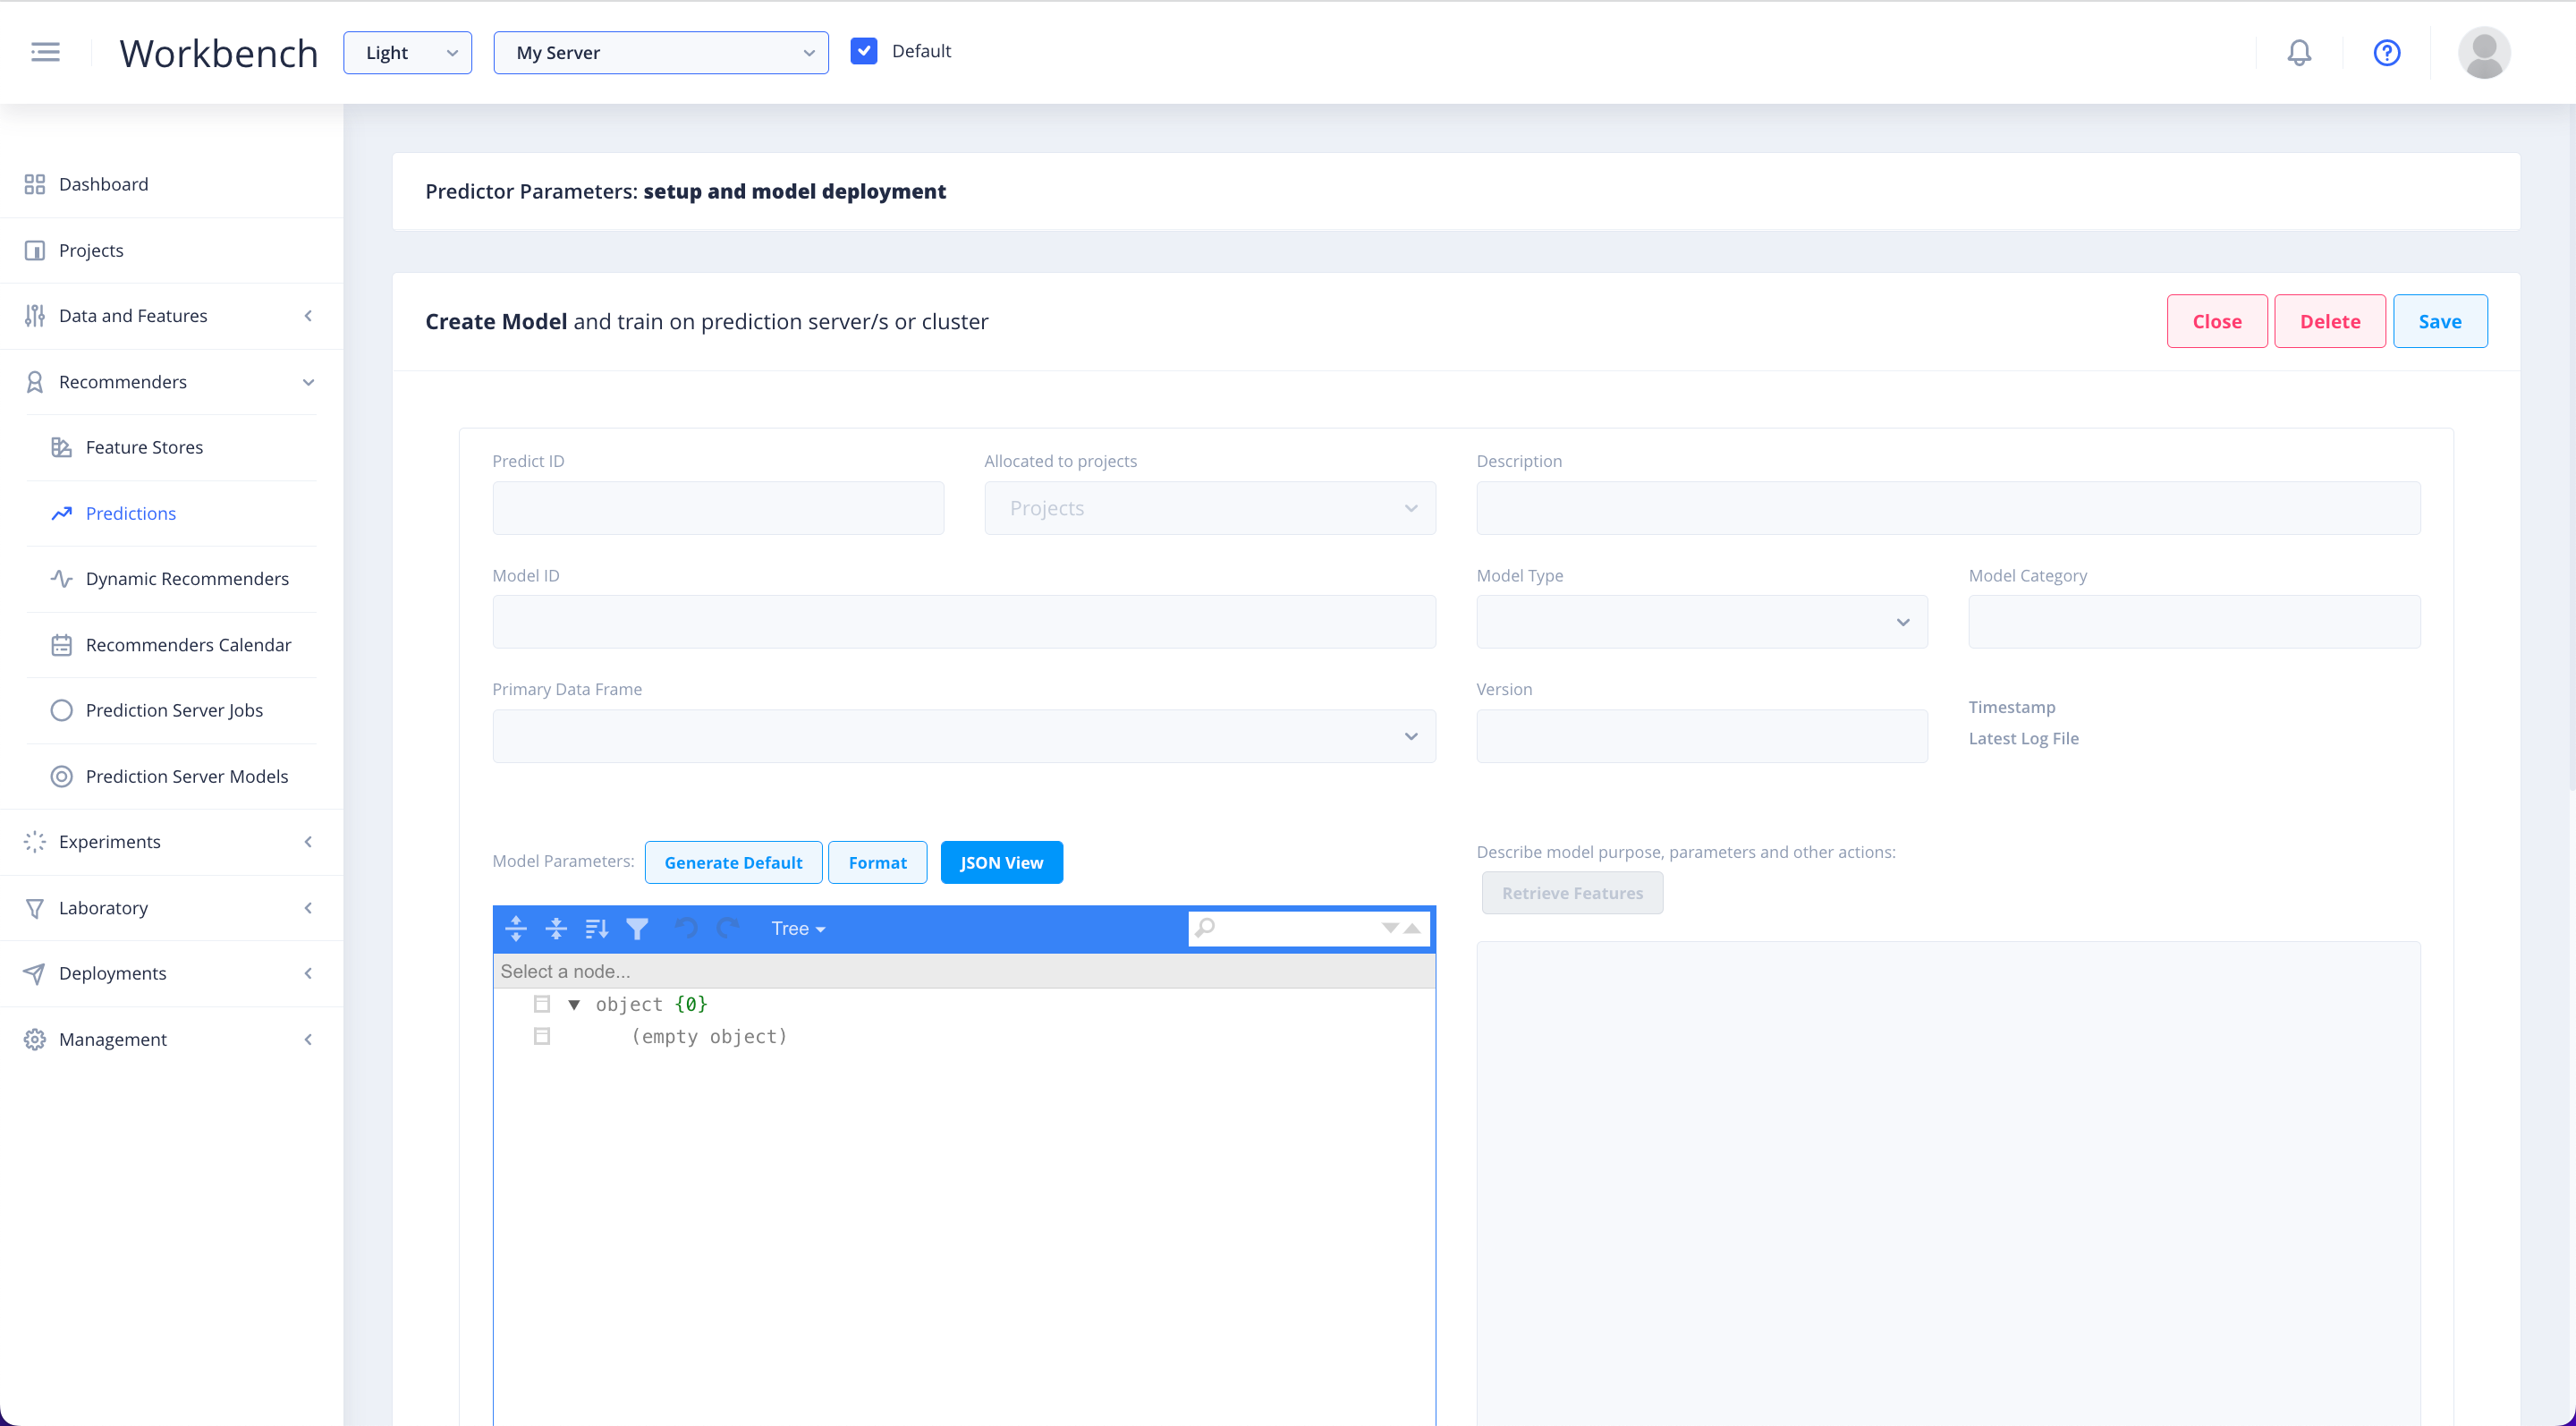 Workbench
Light
My Server
Default
Dashboard
Projects
Data and Features
Recommenders
Feature Stores
Predictions
Dynamic Recommenders
Recommenders Calendar
Prediction Server Jobs
Prediction Server Models
Experiments
Laboratory
Deployments
Management
Predictor Parameters: setup and model deployment
Create Model and train on prediction server/s or cluster
Close
Delete
Save
Predict ID
Allocated to projects
Description
Projects
Model ID
Model Type
Model Category
Primary Data Frame
Version
Timestamp
Latest Log File
Model Parameters:
Generate Default
Format
JSON View
Describe model purpose, parameters and other actions:
Retrieve Features
Tree
Select a node...
object {0}
(empty object)